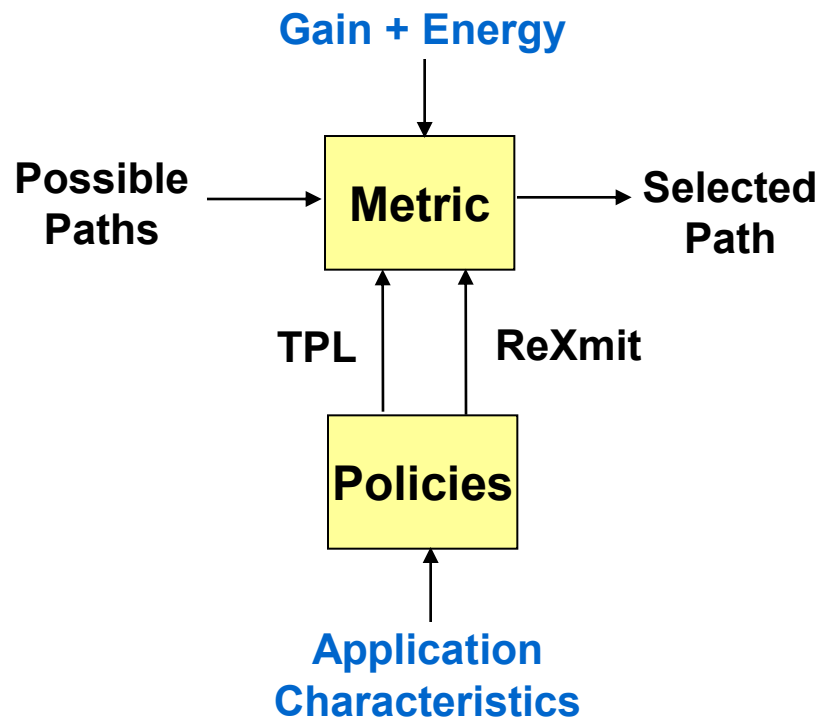 Gain + Energy
Possible
Paths
Metric
Selected
Path
TPL
ReXmit
Policies
Application
Characteristics